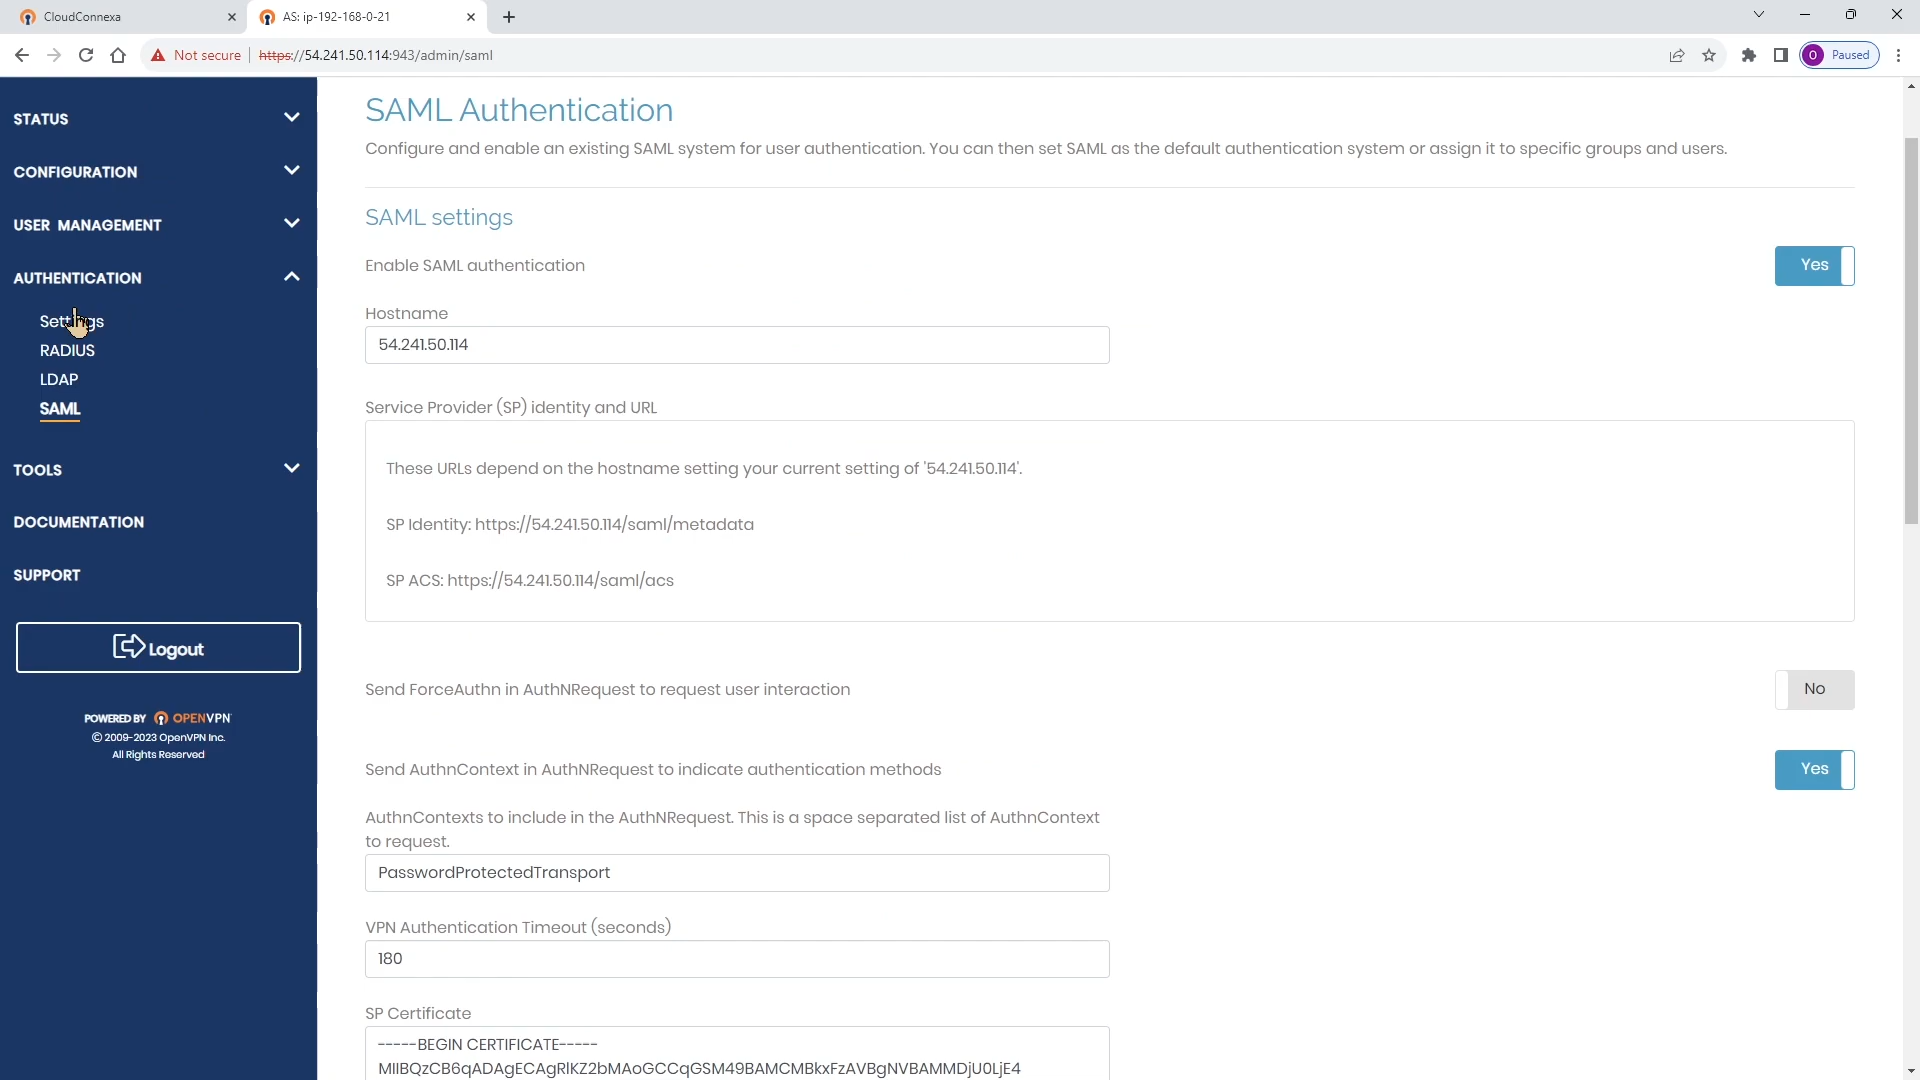 CloudConnexa
AS: ip-192-168-0-21
Not secure
https://54.241.50.114:943/admin/saml
O
Paused
STATUS
CONFIGURATION
USER MANAGEMENT
AUTHENTICATION
Settings
RADIUS
LDAP
SAML
TOOLS
DOCUMENTATION
SUPPORT
Logout
POWERED BY OPENVPN
© 2009-2023 OpenVPN Inc.
All Rights Reserved
SAML Authentication
Configure and enable an existing SAML system for user authentication. You can then set SAML as the default authentication system or assign it to specific groups and users.
SAML settings
Enable SAML authentication
Yes
Hostname
54.241.50.114
Service Provider (SP) identity and URL
These URLs depend on the hostname setting your current setting of '54.241.50.114'.
SP Identity: https://54.241.50.114/saml/metadata
SP ACS: https://54.241.50.114/saml/acs
Send ForceAuthn in AuthNRequest to request user interaction
No
Send AuthnContext in AuthNRequest to indicate authentication methods
Yes
AuthnContexts to include in the AuthNRequest. This is a space separated list of AuthnContext
to request.
PasswordProtectedTransport
VPN Authentication Timeout (seconds)
180
SP Certificate
-----BEGIN CERTIFICATE-----
MIIBQzCB6qADAgECAgRlKZ2bMAoGCCqGSM49BAMCMBkxFzAVBgNVBAMMDjU0LjE4